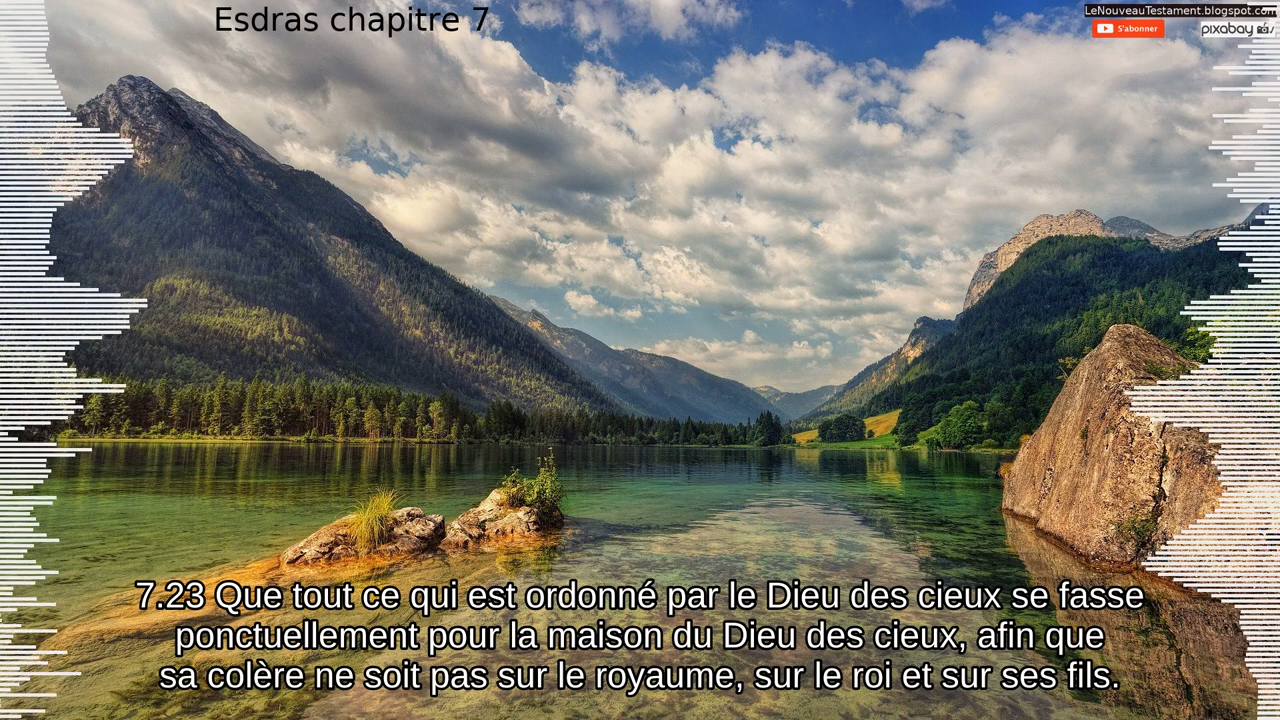 Esdras chapitre 7
LeNouveauTestament.blogspot.com
S'abonner
pixabay
7.23 Que tout ce qui est ordonné par le Dieu des cieux se fasse
ponctuellement pour la maison du Dieu des cieux, afin que
sa colère ne soit pas sur le royaume, sur le roi et sur ses fils.